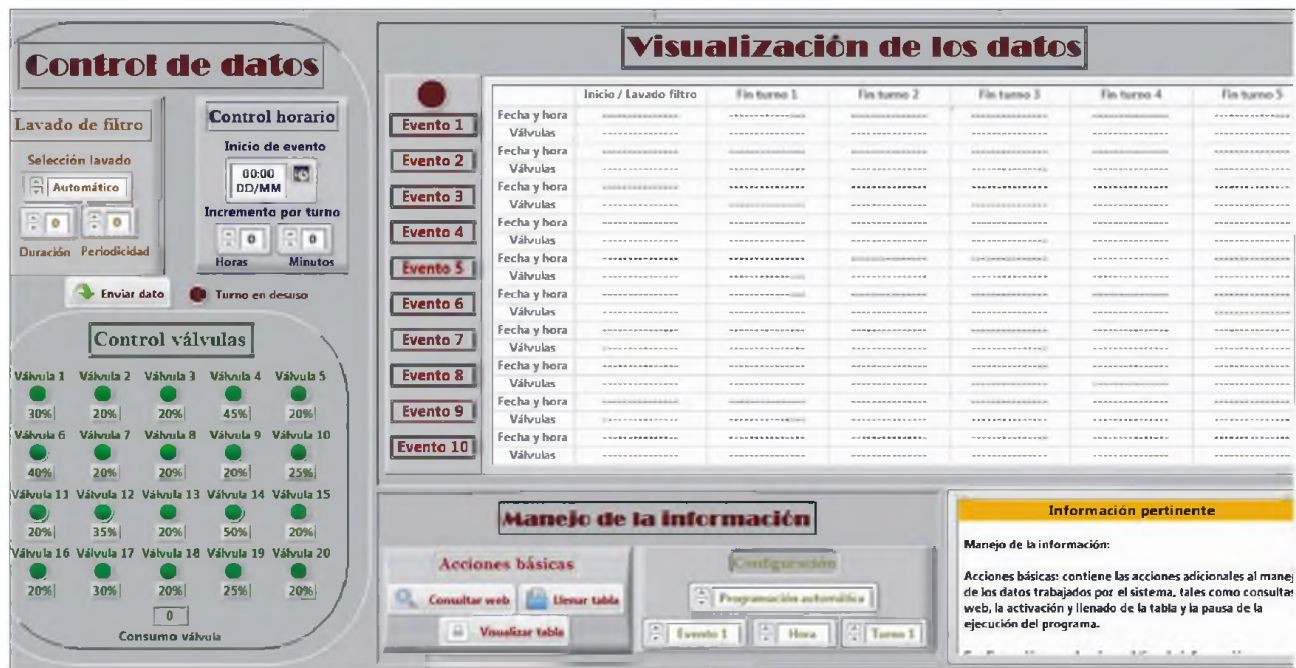 Control de datos
Lavado de filtro
Selección lavado
Automático
0 0
Duración Periodicidad
Control horario
Inicio de evento
00:00
DD/MM
Incremento por turno
0 0
Horas Minutos
Enviar dato
Turno en desuso
Control válvulas
Válvula 1 Válvula 2 Válvula 3 Válvula 4 Válvula 5
30% 20% 20% 45% 20%
Válvula 6 Válvula 7 Válvula 8 Válvula 9 Válvula 10
40% 20% 20% 20% 25%
Válvula 11 Válvula 12 Válvula 13 Válvula 14 Válvula 15
20% 35% 20% 50% 20%
Válvula 16 Válvula 17 Válvula 18 Válvula 19 Válvula 20
20% 30% 20% 25% 20%
0
Consumo válvula
Visualización de los datos
Inicio / Lavado filtro Fin turno 1 Fin turno 2 Fin turno 3 Fin turno 4 Fin turno 5
Evento 1
Fecha y hora
Válvulas
Evento 2
Fecha y hora
Válvulas
Evento 3
Fecha y hora
Válvulas
Evento 4
Fecha y hora
Válvulas
Evento 5
Fecha y hora
Válvulas
Evento 6
Fecha y hora
Válvulas
Evento 7
Fecha y hora
Válvulas
Evento 8
Fecha y hora
Válvulas
Evento 9
Fecha y hora
Válvulas
Evento 10
Fecha y hora
Válvulas
Manejo de la información
Acciones básicas
Consultar web Llenar tabla
Visualizar tabla
Configuración
Programación automática
Evento 1 Hora Turno 1
Información pertinente
Manejo de la información:
Acciones básicas: contiene las acciones adicionales al manej
de los datos trabajados por el sistema, tales como consultar
web, la activación y llenado de la tabla y la pausa de la
ejecución del programa.